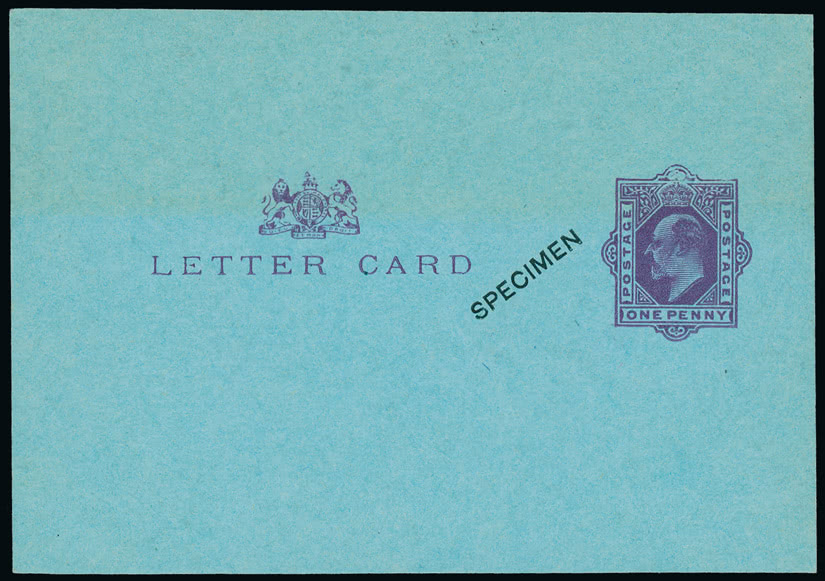 LETTER CARD
SPECIMEN
POSTAGE
POSTAGE
ONE PENNY